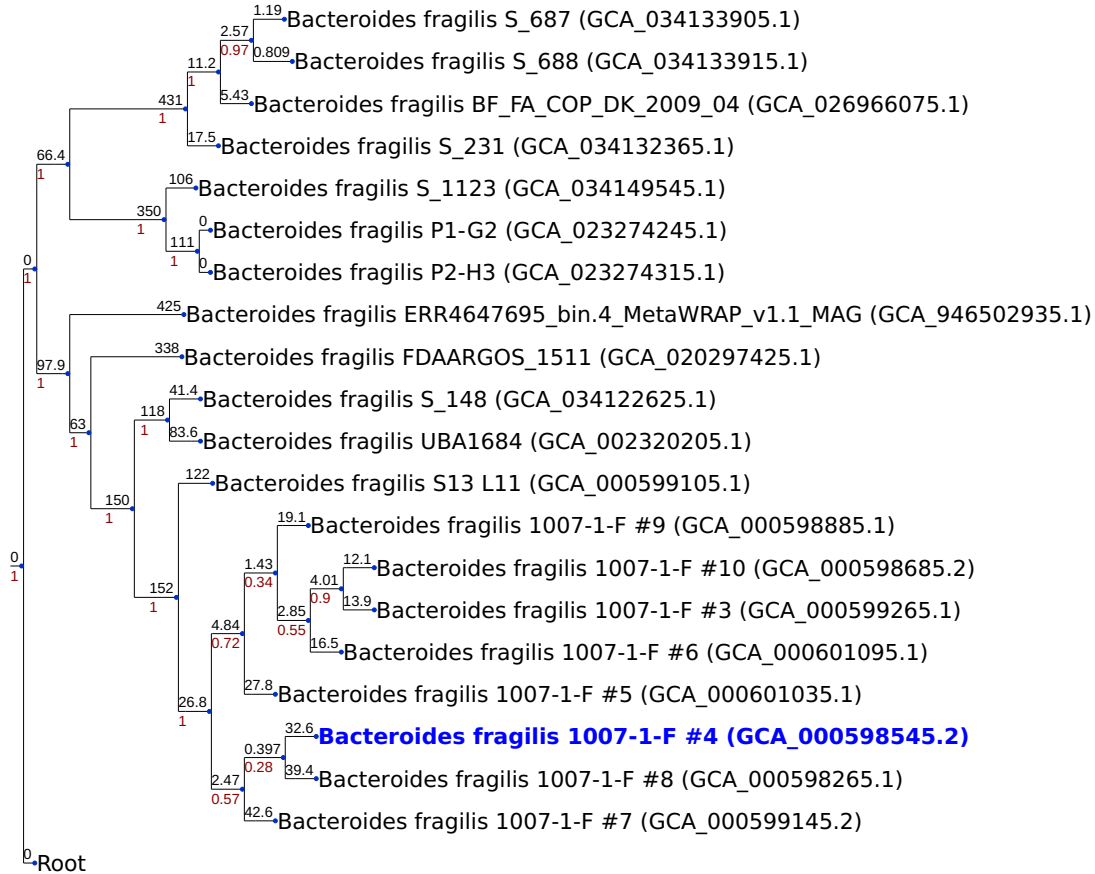 1.19
Bacteroides fragilis S_687 (GCA_034133905.1)
2.57
0.97
0.809
Bacteroides fragilis S_688 (GCA_034133915.1)
11.2
1
5.43
Bacteroides fragilis BF_FA_COP_DK_2009_04 (GCA_026966075.1)
431
1
17.5
Bacteroides fragilis S_231 (GCA_034132365.1)
66.4
1
106
Bacteroides fragilis S_1123 (GCA_034149545.1)
350
1
0
Bacteroides fragilis P1-G2 (GCA_023274245.1)
111
1
0
Bacteroides fragilis P2-H3 (GCA_023274315.1)
0
1
425
Bacteroides fragilis ERR4647695_bin.4_MetaWRAP_v1.1_MAG (GCA_946502935.1)
97.9
1
338
Bacteroides fragilis FDAARGOS_1511 (GCA_020297425.1)
63
1
41.4
Bacteroides fragilis S_148 (GCA_034122625.1)
118
1
83.6
Bacteroides fragilis UBA1684 (GCA_002320205.1)
150
1
122
Bacteroides fragilis S13 L11 (GCA_000599105.1)
152
1
19.1
Bacteroides fragilis 1007-1-F #9 (GCA_000598885.1)
1.43
0.34
12.1
Bacteroides fragilis 1007-1-F #10 (GCA_000598685.2)
4.01
0.9
13.9
Bacteroides fragilis 1007-1-F #3 (GCA_000599265.1)
2.85
0.55
16.5
Bacteroides fragilis 1007-1-F #6 (GCA_000601095.1)
4.84
0.72
27.8
Bacteroides fragilis 1007-1-F #5 (GCA_000601035.1)
26.8
1
32.6
Bacteroides fragilis 1007-1-F #4 (GCA_000598545.2)
0.397
0.28
39.4
Bacteroides fragilis 1007-1-F #8 (GCA_000598265.1)
2.47
0.57
42.6
Bacteroides fragilis 1007-1-F #7 (GCA_000599145.2)
0
1
0
Root